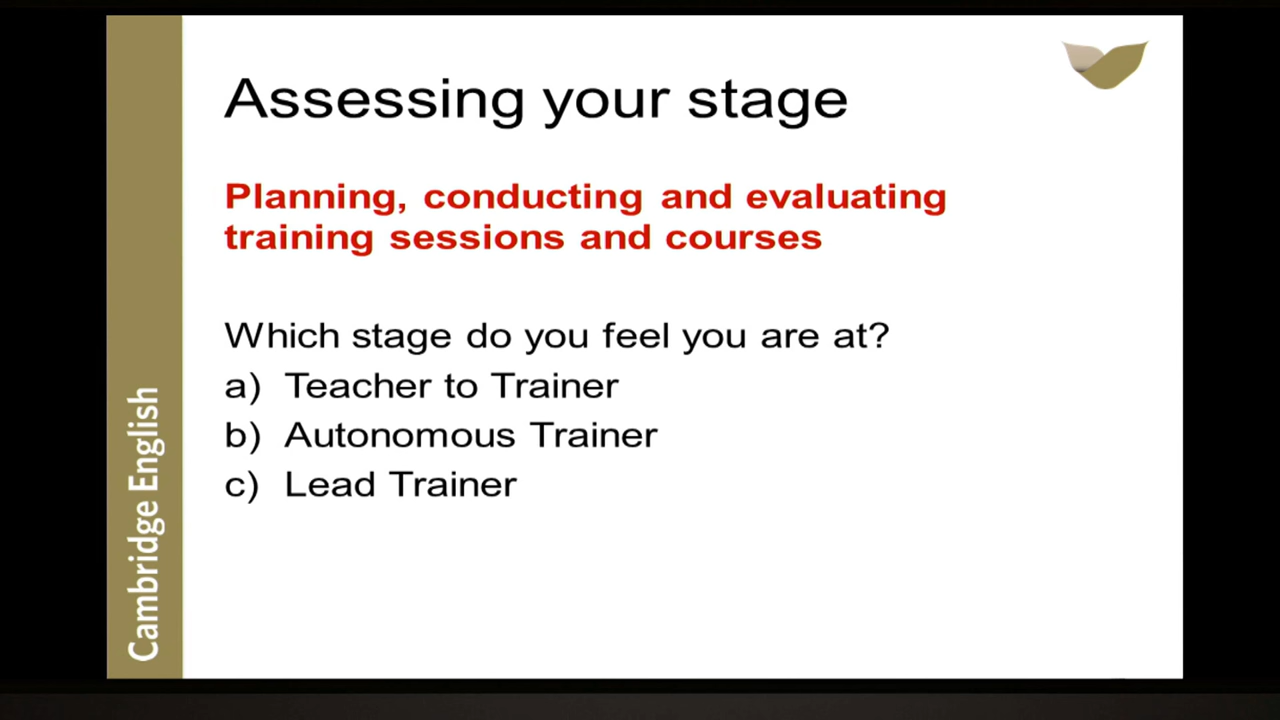 Assessing your stage
Planning, conducting and evaluating
training sessions and courses
Which stage do you feel you are at?
a) Teacher to Trainer
b) Autonomous Trainer
c) Lead Trainer
Cambridge English